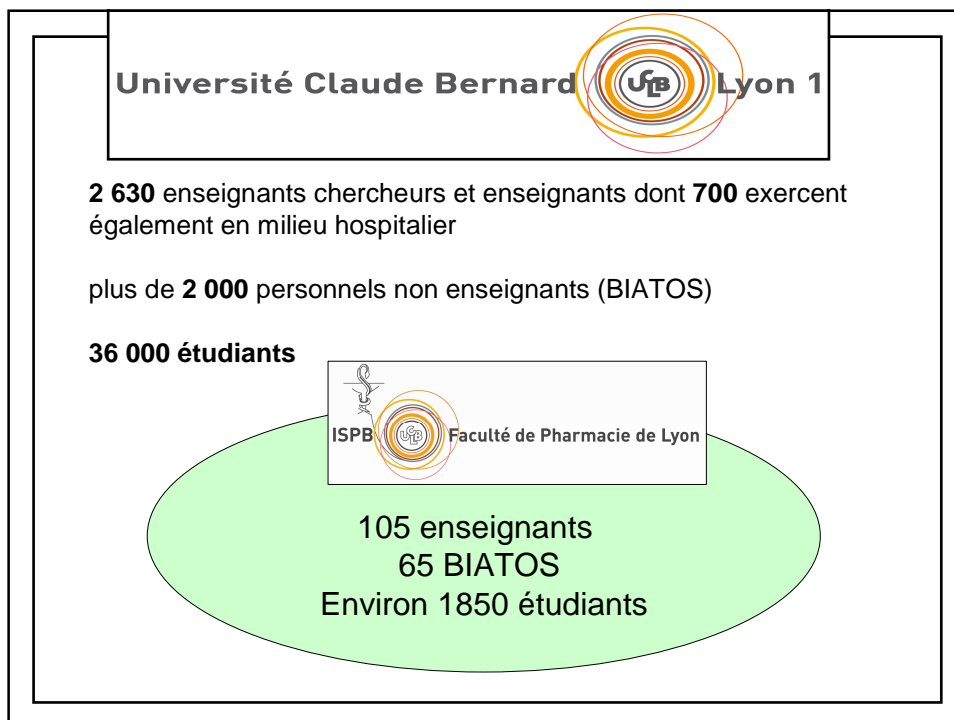 Université Claude Bernard UCLB Lyon 1
2 630 enseignants chercheurs et enseignants dont 700 exercent
également en milieu hospitalier
plus de 2 000 personnels non enseignants (BIATOS)
36 000 étudiants
ISPB UCLB Faculté de Pharmacie de Lyon
105 enseignants
65 BIATOS
Environ 1850 étudiants